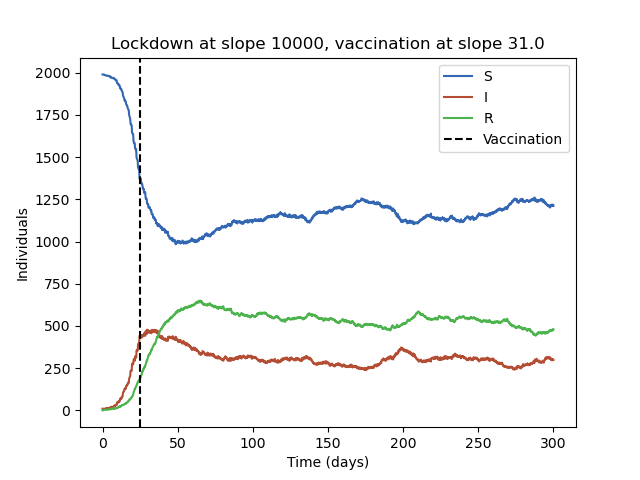 Lockdown at slope 10000, vaccination at slope 31.0
S
I
R
Vaccination
Individuals
2000
1750
1500
1250
1000
750
500
250
0
0 50 100 150 200 250 300
Time (days)